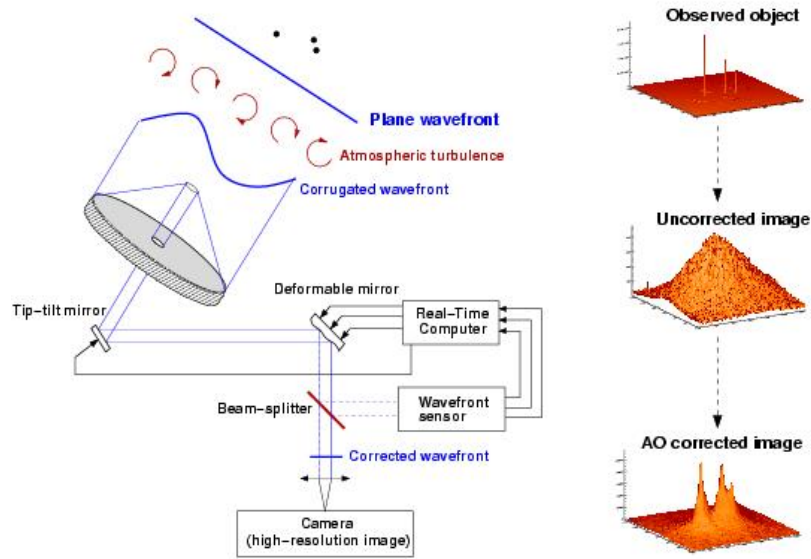 Observed object
Plane wavefront
Atmospheric turbulence
Corrugated wavefront
Uncorrected image
Deformable mirror
Tip-tilt mirror
Real-Time
Computer
Beam-splitter
Wavefront
sensor
Corrected wavefront
AO corrected image
Camera
(high-resolution image)